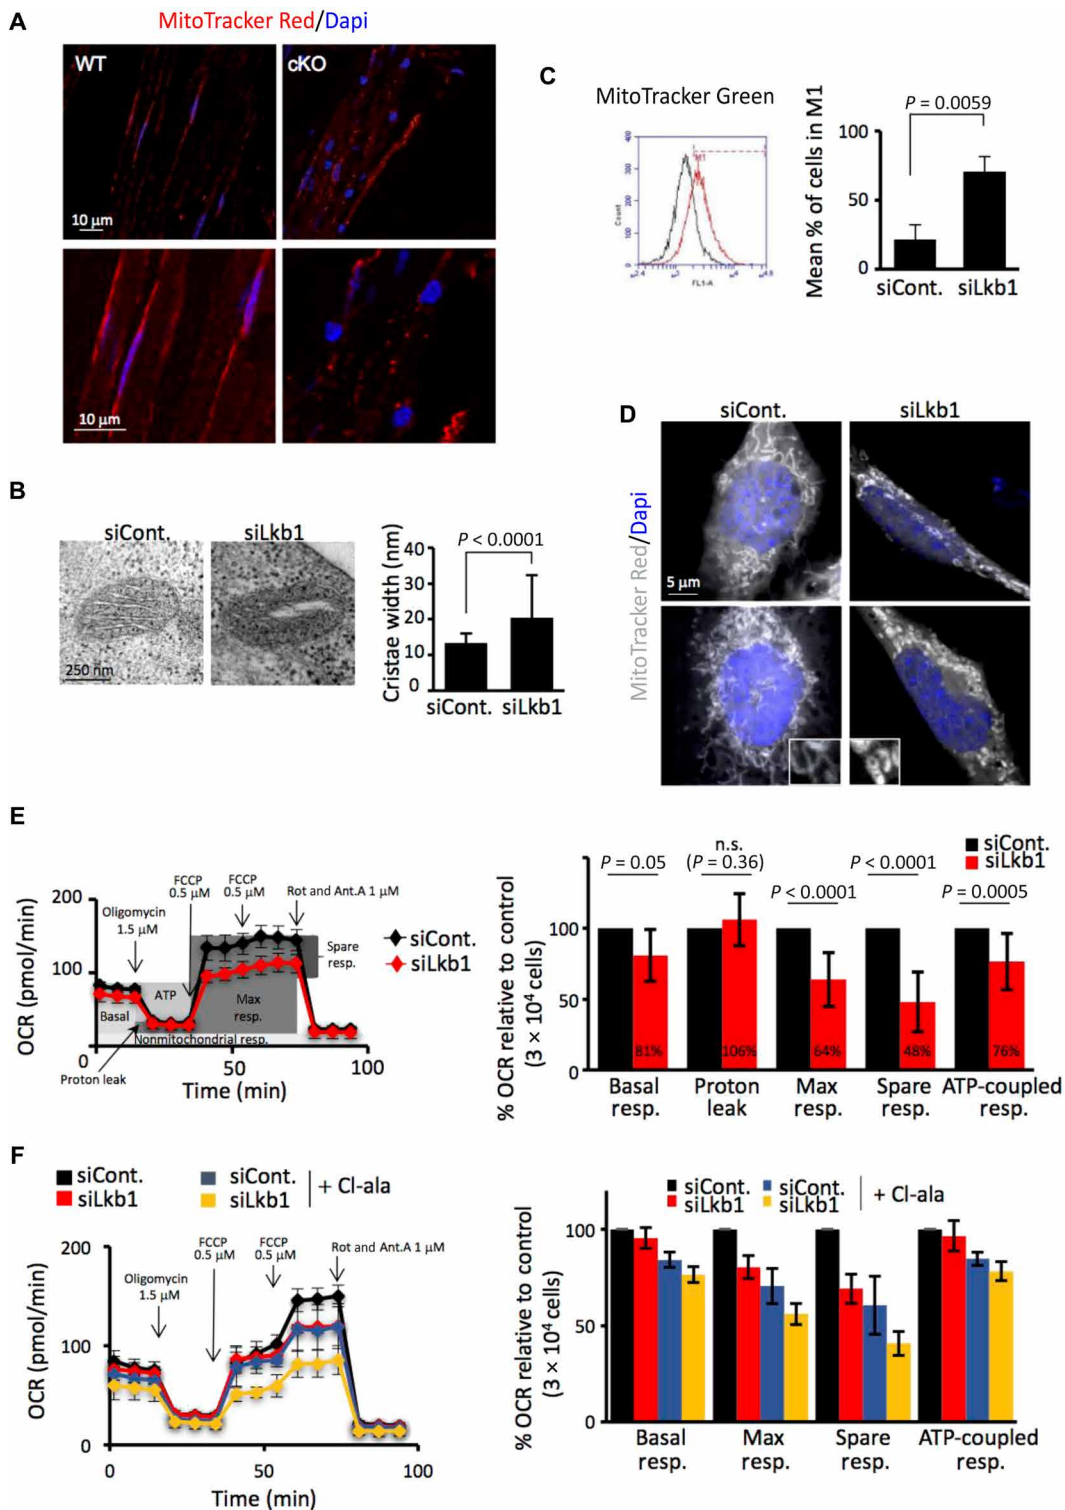 A
MitoTracker Red/Dapi
WT
cKO
10 µm
10 µm
B
siCont.
siLkb1
250 nm
Cristae width (nm)
P < 0.0001
40
30
20
10
0
siCont.
siLkb1
C
MitoTracker Green
400
300
200
100
0
Count
M1
FL1-A
P = 0.0059
Mean % of cells in M1
100
50
0
siCont.
siLkb1
D
siCont.
siLkb1
MitoTracker Red/Dapi
5 µm
E
OCR (pmol/min)
200
100
0
50
100
Time (min)
Oligomycin
1.5 µM
FCCP
0.5 µM
FCCP
0.5 µM
Rot and Ant.A 1 µM
siCont.
siLkb1
Spare
resp.
Basal
ATP
Max
resp.
Nonmitochondrial resp.
Proton leak
% OCR relative to control
(3 × 10⁴ cells)
100
50
0
siCont.
siLkb1
P = 0.05
n.s.
(P = 0.36)
P < 0.0001
P < 0.0001
P = 0.0005
81%
106%
64%
48%
76%
Basal
resp.
Proton
leak
Max
resp.
Spare
resp.
ATP-coupled
resp.
F
siCont.
siLkb1
siCont.
siLkb1
+ Cl-ala
OCR (pmol/min)
200
100
0
0
50
100
Time (min)
Oligomycin
1.5 µM
FCCP
0.5 µM
FCCP
0.5 µM
Rot and Ant.A 1 µM
siCont.
siLkb1
siCont.
siLkb1
+ Cl-ala
% OCR relative to control
(3 × 10⁴ cells)
100
50
0
Basal
resp.
Max
resp.
Spare
resp.
ATP-coupled
resp.